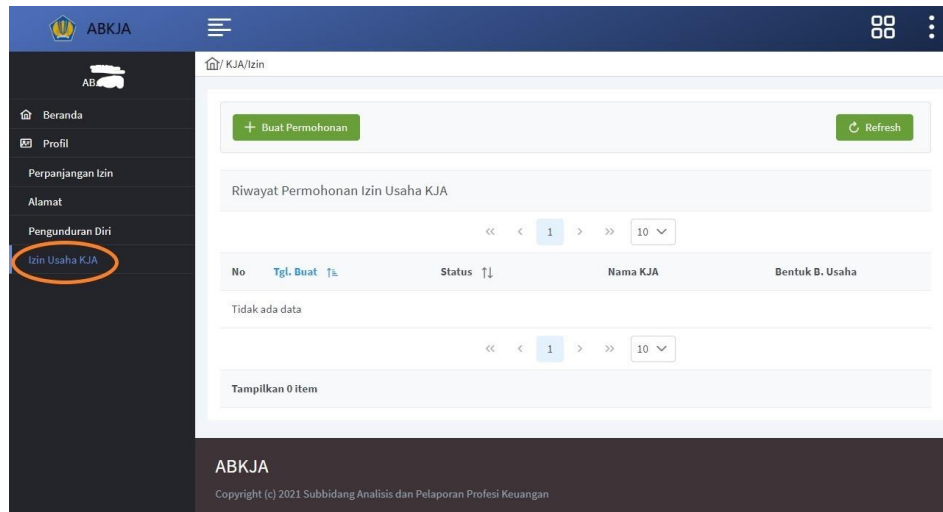 ABKJA
AB
Beranda
Profil
Perpanjangan Izin
Alamat
Pengunduran Diri
Izin Usaha KJA
/ KJA/Izin
+ Buat Permohonan
Refresh
Riwayat Permohonan Izin Usaha KJA
<< < 1 > >> 10
No Tgl. Buat Status Nama KJA Bentuk B. Usaha
Tidak ada data
<< < 1 > >> 10
Tampilkan 0 item
ABKJA
Copyright (c) 2021 Subbidang Analisis dan Pelaporan Profesi Keuangan